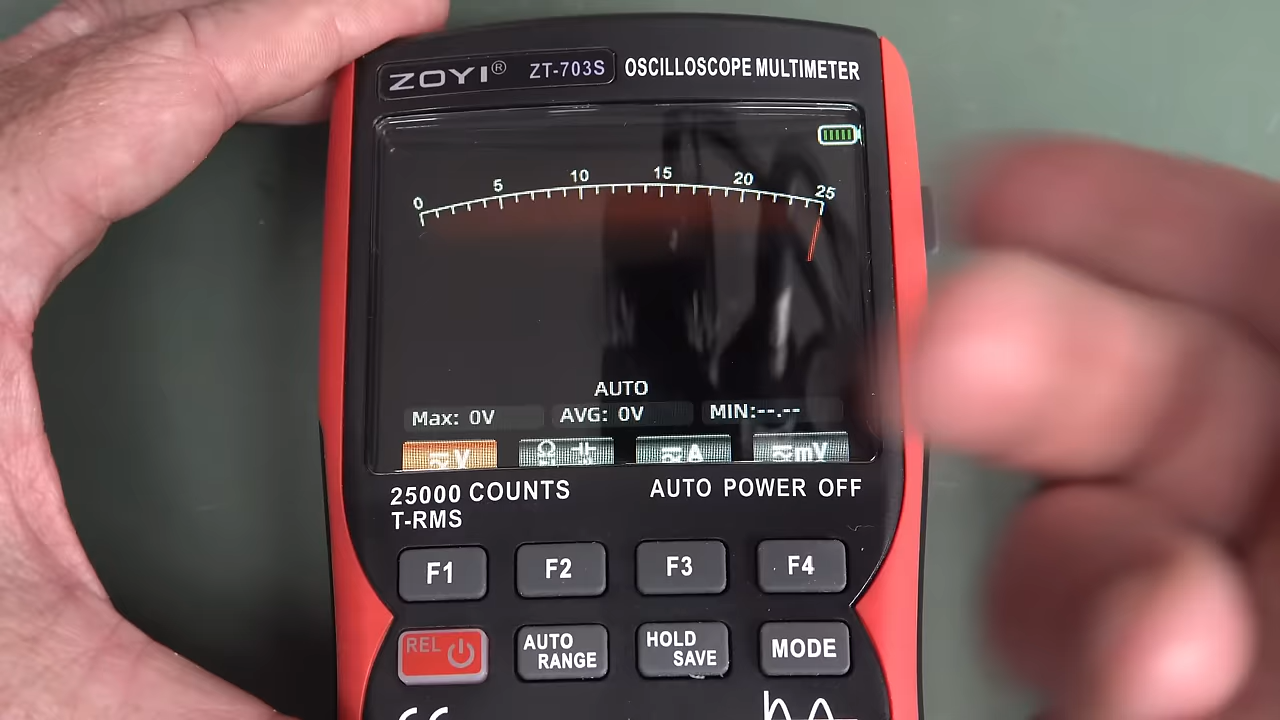 ZOYI® ZT-703S OSCILLOSCOPE MULTIMETER
0 5 10 15 20 25
AUTO
Max: 0V AVG: 0V MIN:--.--
V Ω A mV
25000 COUNTS AUTO POWER OFF
T-RMS
F1 F2 F3 F4
REL AUTO RANGE HOLD SAVE MODE